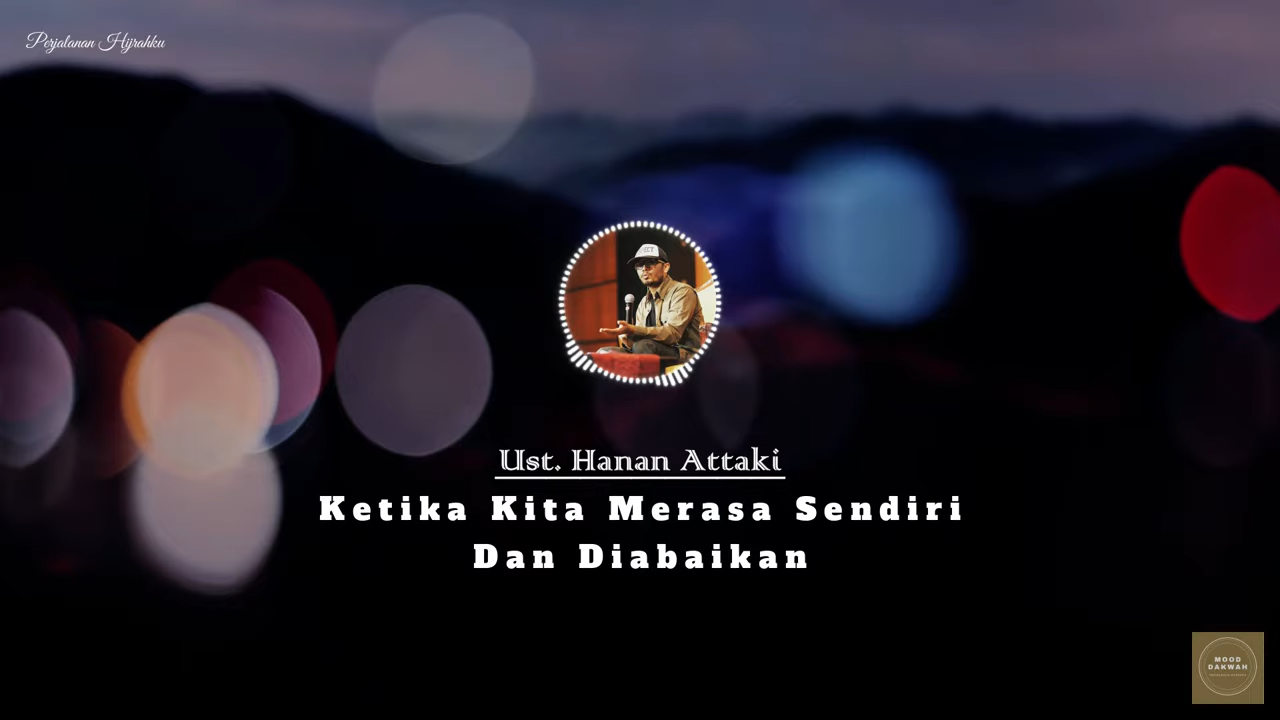 Perjalanan Hijrahku
Ust. Hanan Attaki
Ketika Kita Merasa Sendiri
Dan Diabaikan
MOOD
DAKWAH